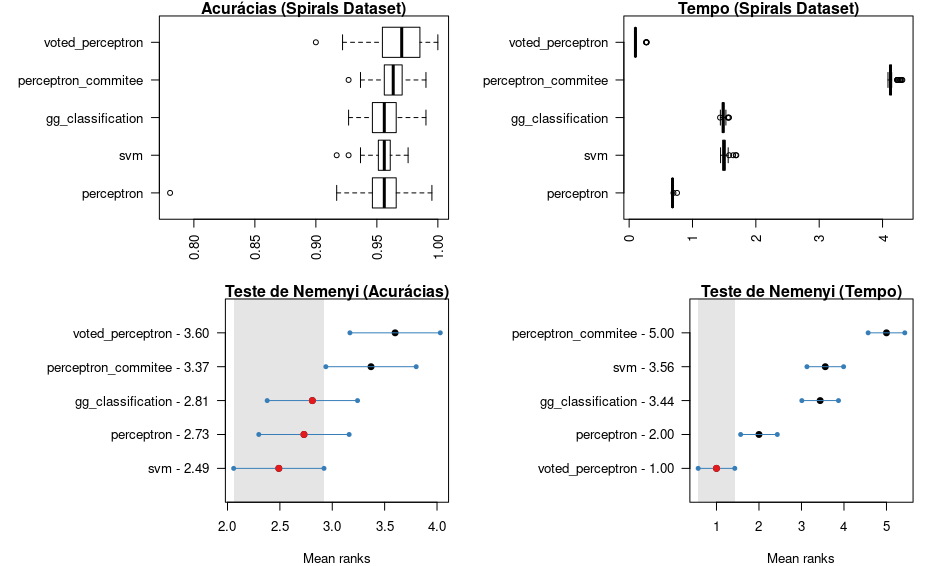 Acurácias (Spirals Dataset)
voted_perceptron
perceptron_commitee
gg_classification
svm
perceptron
0.80
0.85
0.90
0.95
1.00
Tempo (Spirals Dataset)
voted_perceptron
perceptron_commitee
gg_classification
svm
perceptron
0
1
2
3
4
Teste de Nemenyi (Acurácias)
voted_perceptron - 3.60
perceptron_commitee - 3.37
gg_classification - 2.81
perceptron - 2.73
svm - 2.49
2.0 2.5 3.0 3.5 4.0
Mean ranks
Teste de Nemenyi (Tempo)
perceptron_commitee - 5.00
svm - 3.56
gg_classification - 3.44
perceptron - 2.00
voted_perceptron - 1.00
1 2 3 4 5
Mean ranks